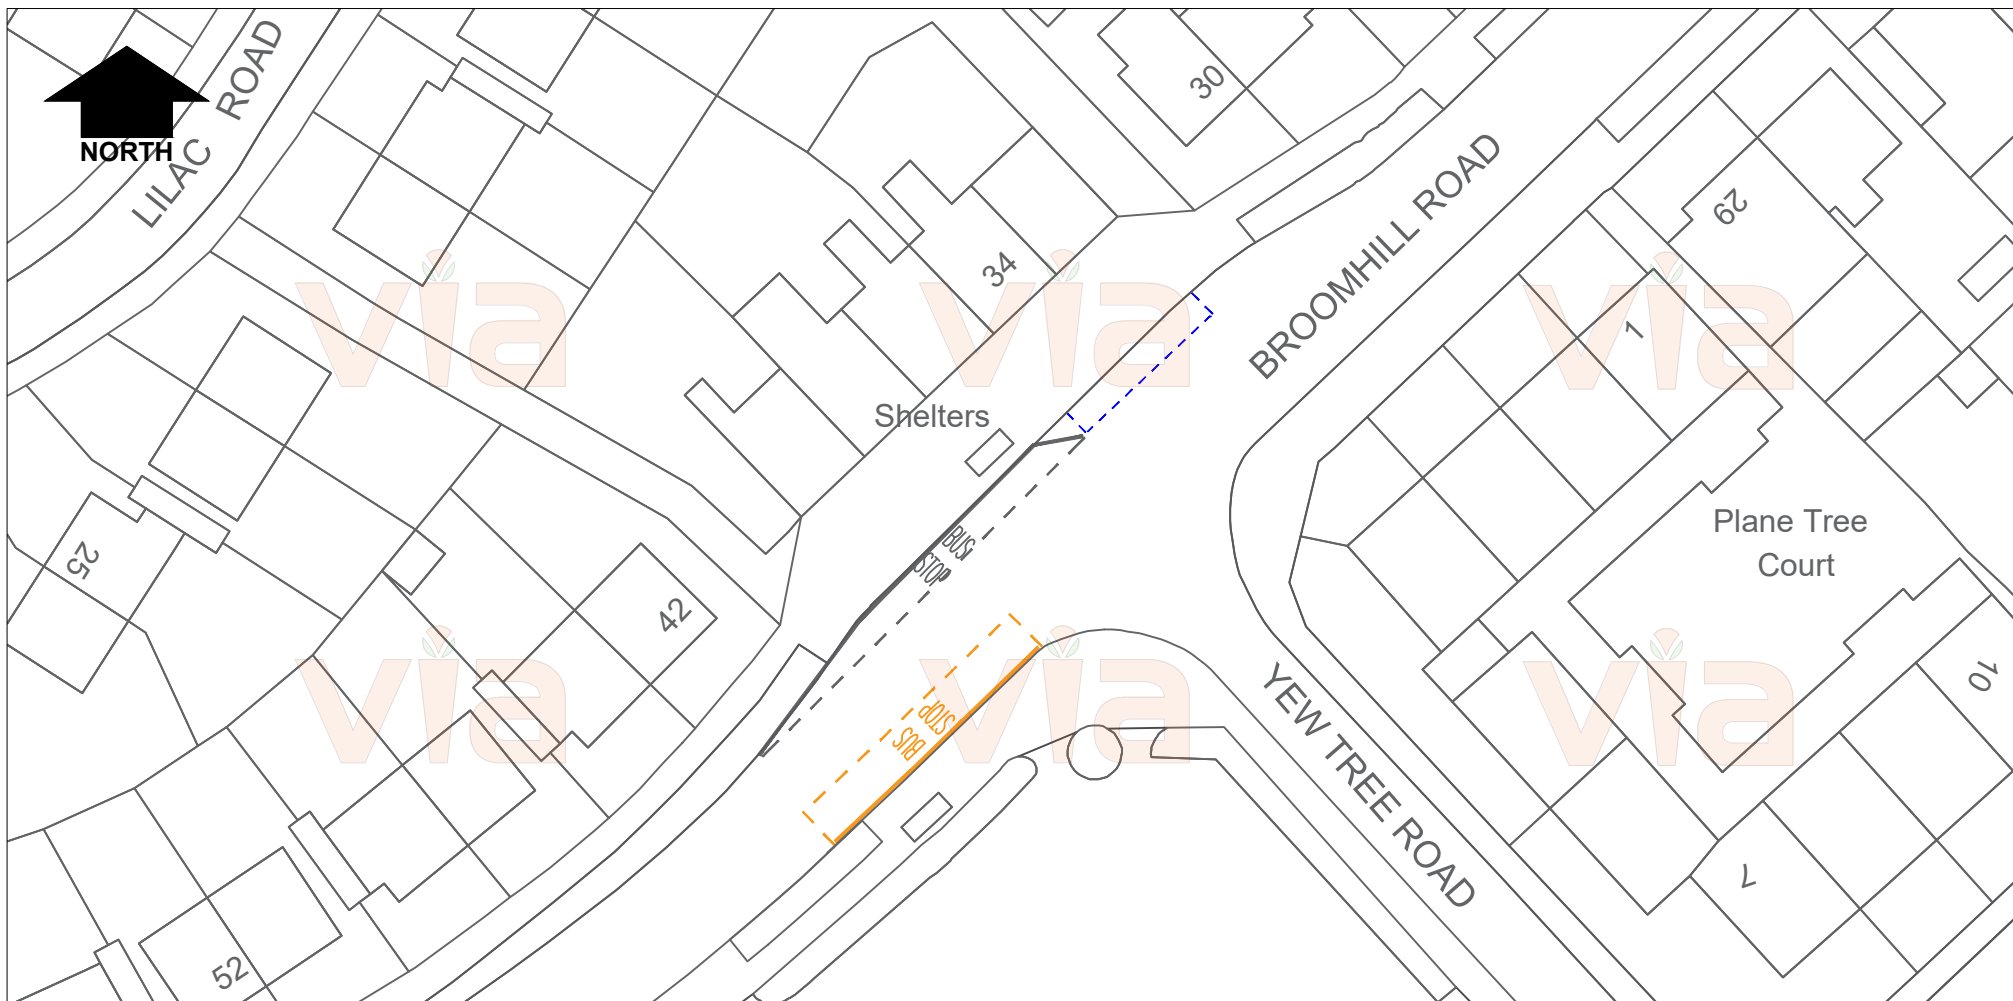 NORTH
LILAC ROAD
30
BROOMHILL ROAD
29
34
1
Shelters
BUS
STOP
Plane Tree
Court
25
42
BUS
STOP
YEW TREE ROAD
10
7
52
via
via
via
via
via
via